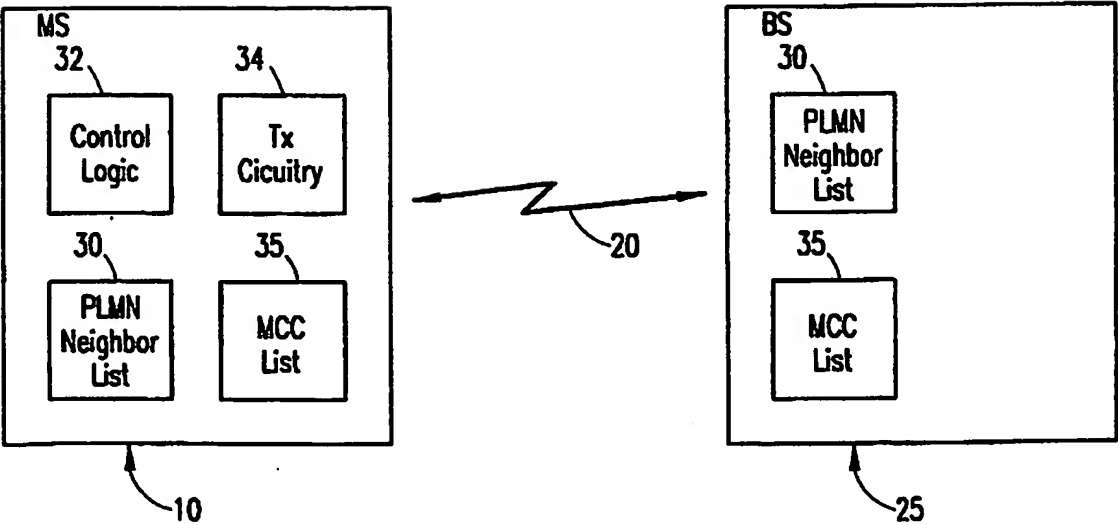 MS
32
34
Control
Logic
Tx
Cicuitry
30
35
PLMN
Neighbor
List
MCC
List
10
20
BS
30
PLMN
Neighbor
List
35
MCC
List
25